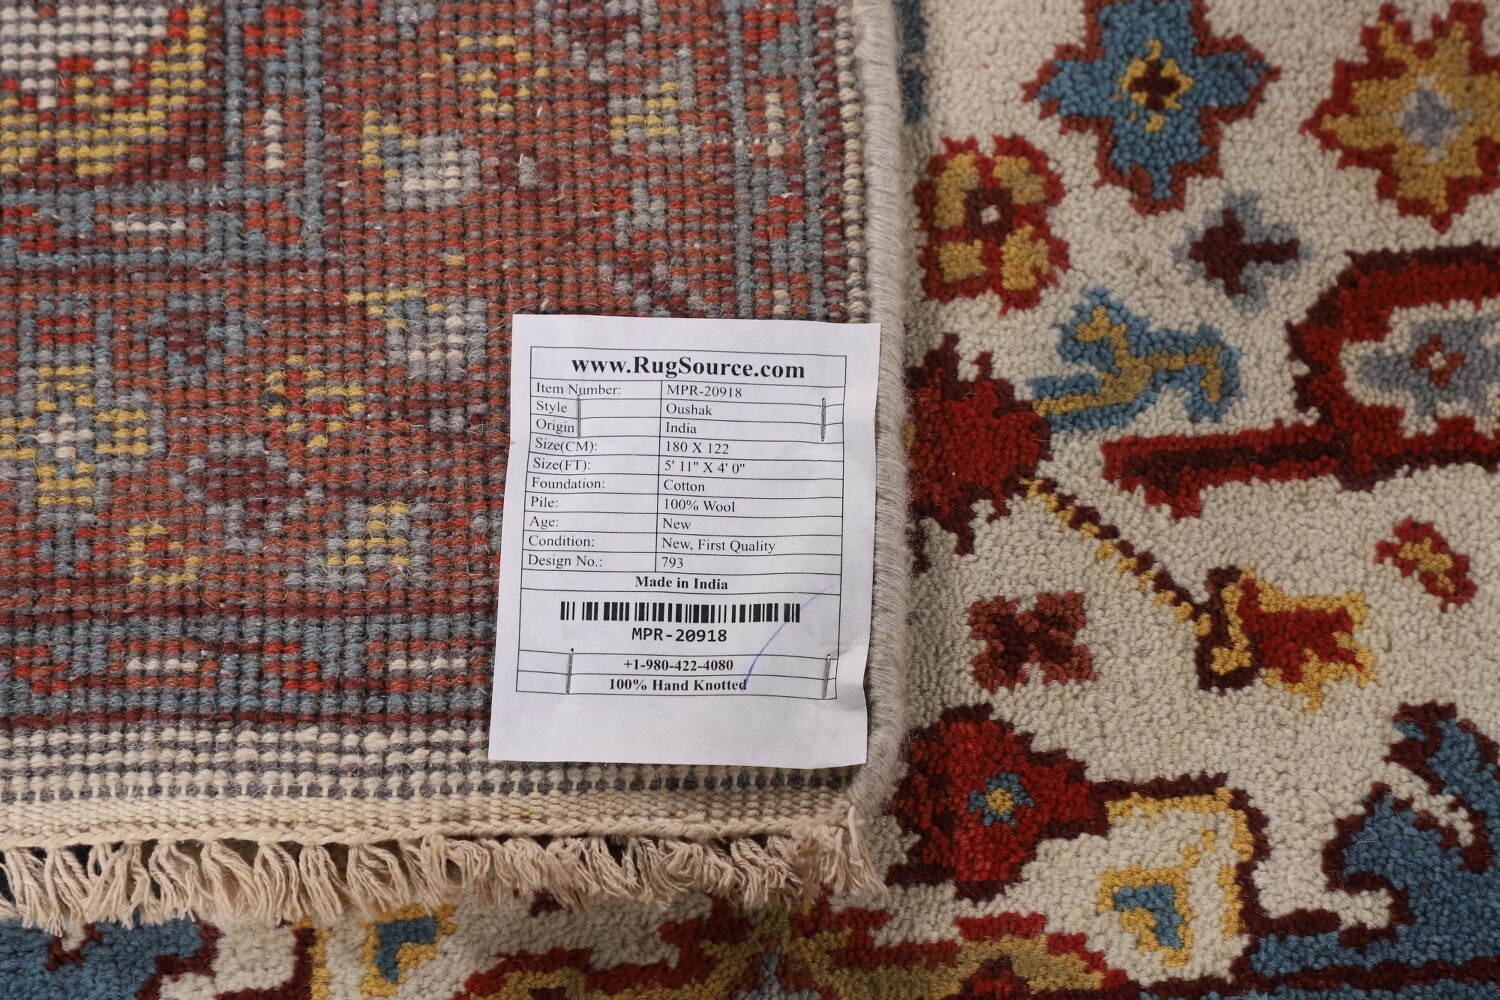 www.RugSource.com
Item Number: MPR-20918
Style Oushak
Origin India
Size(CM): 180 X 122
Size(FT): 5' 11" X 4' 0"
Foundation: Cotton
Pile: 100% Wool
Age: New
Condition: New, First Quality
Design No.: 793
Made in India
MPR-20918
+1-980-422-4080
100% Hand Knotted